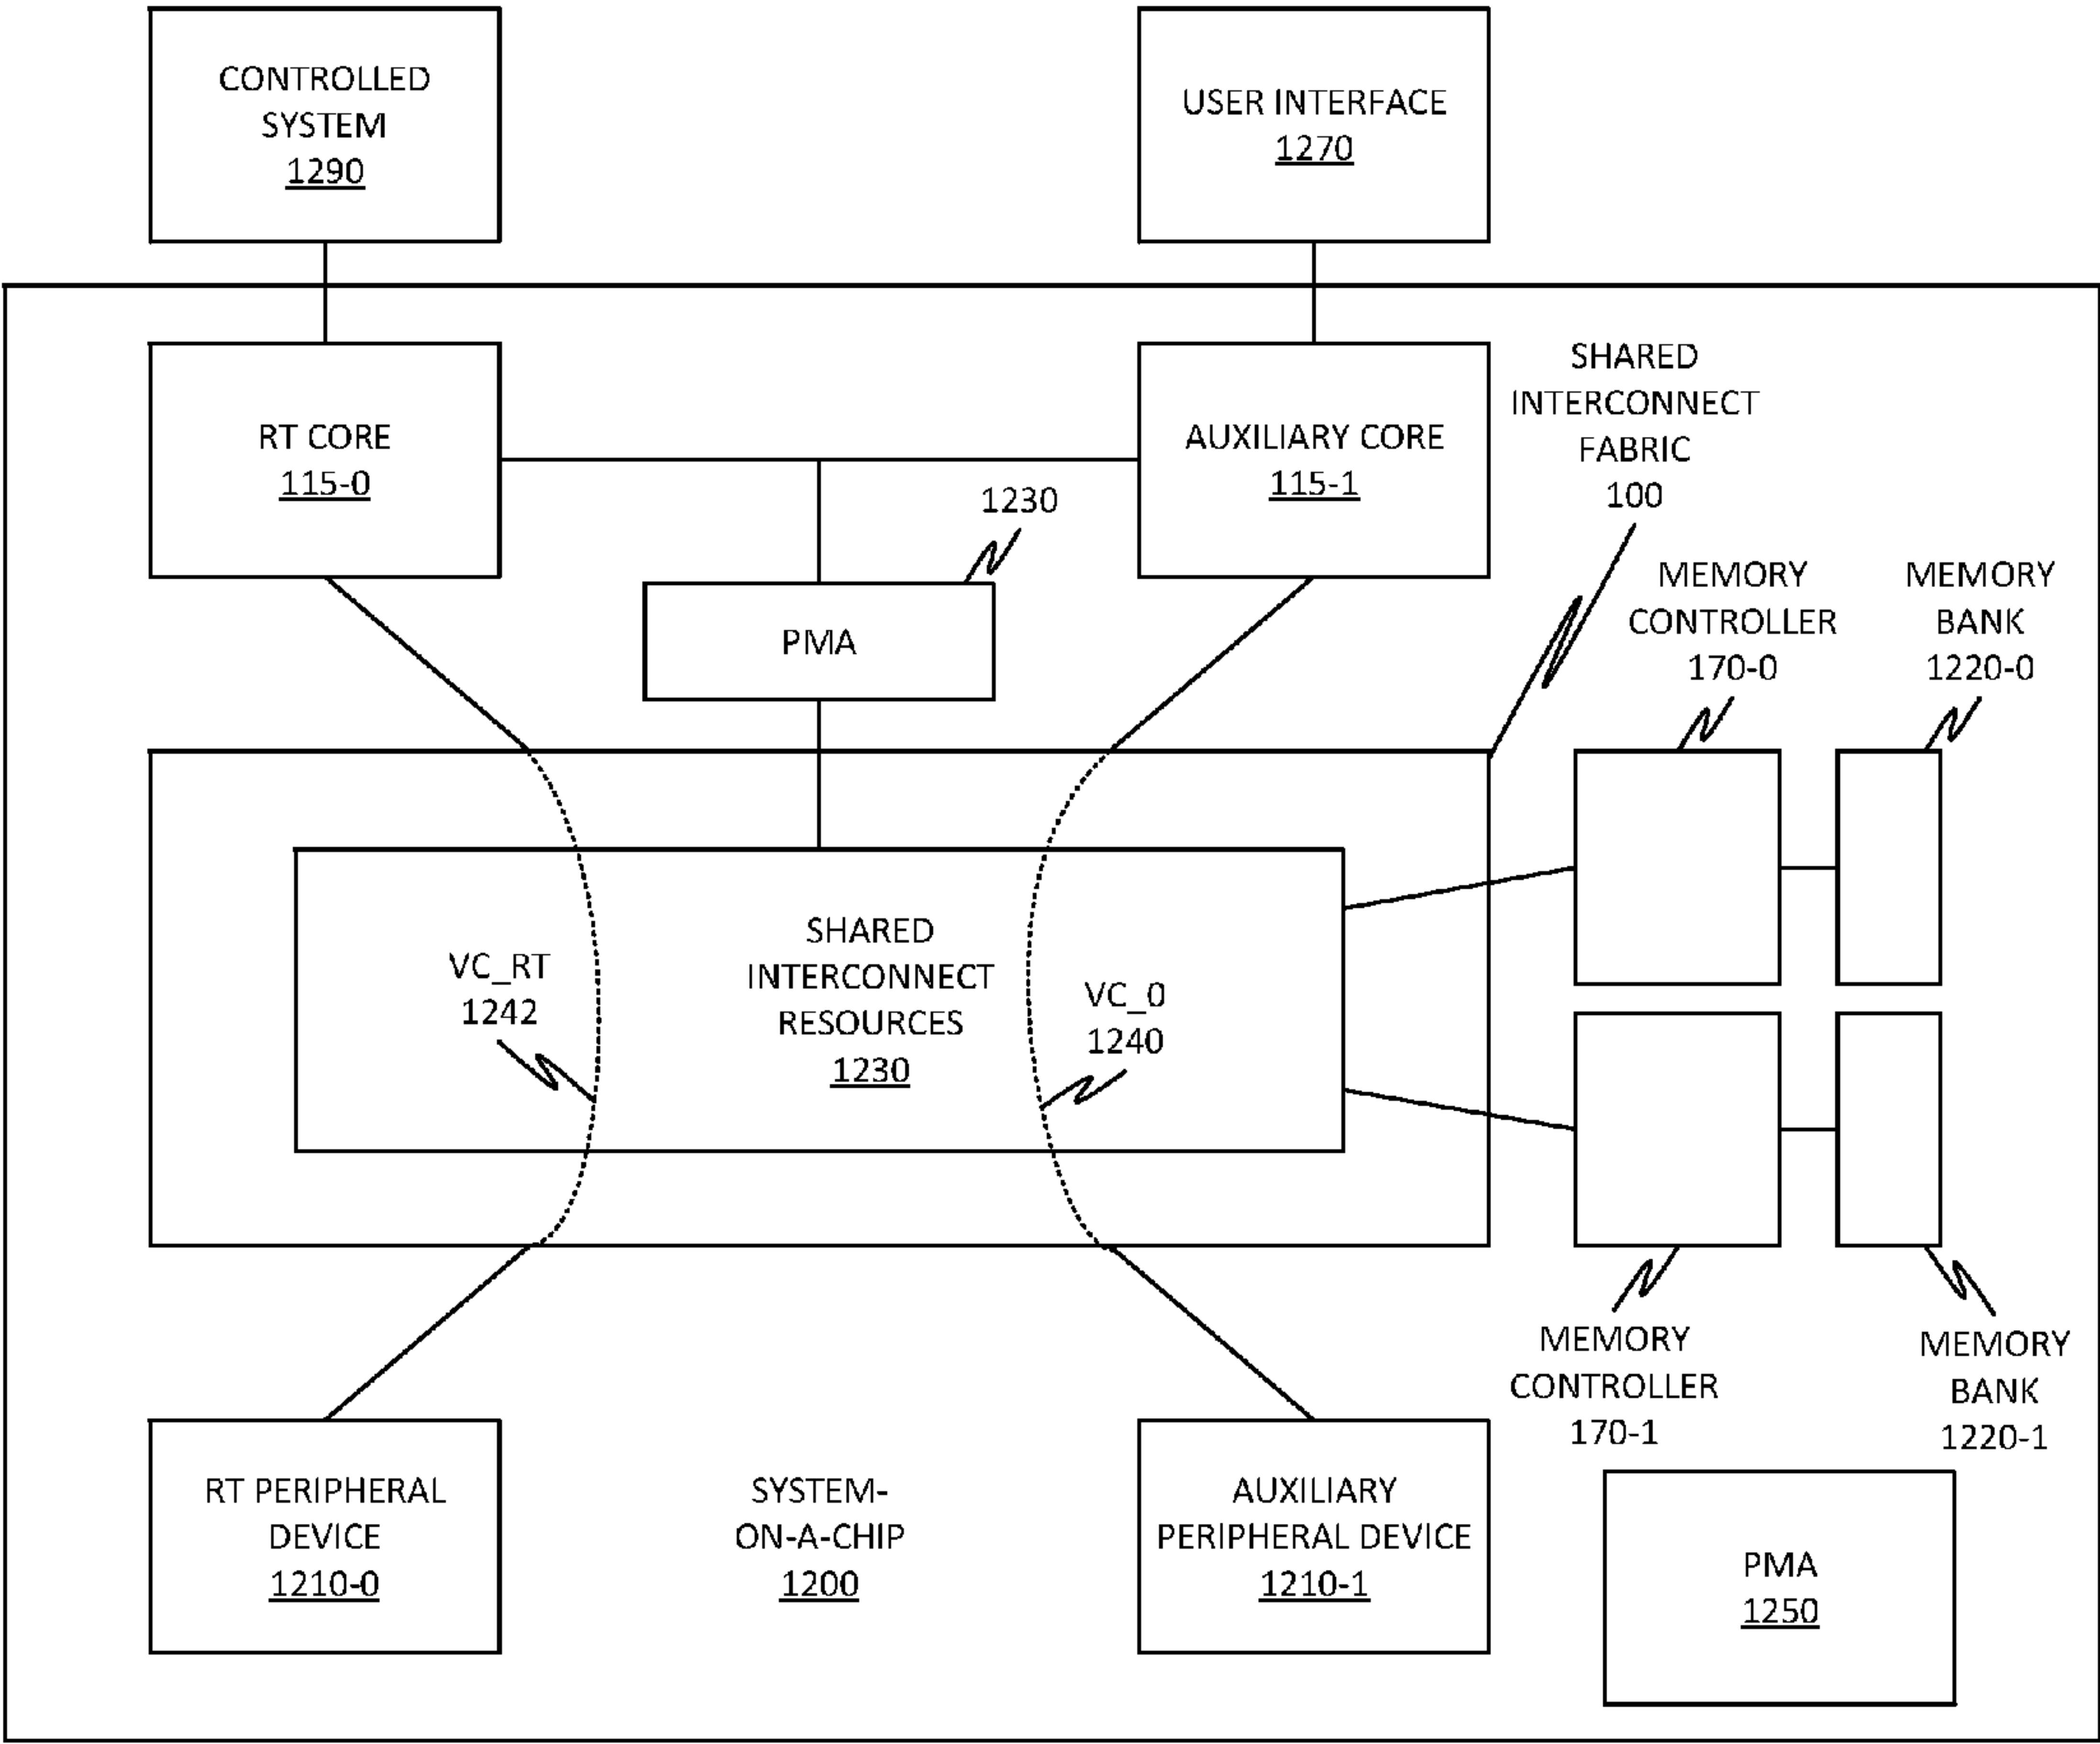 CONTROLLED
SYSTEM
1290
USER INTERFACE
1270
RT CORE
115-0
AUXILIARY CORE
115-1
SHARED
INTERCONNECT
FABRIC
100
1230
PMA
MEMORY
CONTROLLER
170-0
MEMORY
BANK
1220-0
VC_RT
1242
SHARED
INTERCONNECT
RESOURCES
1230
VC_0
1240
MEMORY
CONTROLLER
170-1
MEMORY
BANK
1220-1
RT PERIPHERAL
DEVICE
1210-0
SYSTEM-
ON-A-CHIP
1200
AUXILIARY
PERIPHERAL DEVICE
1210-1
PMA
1250